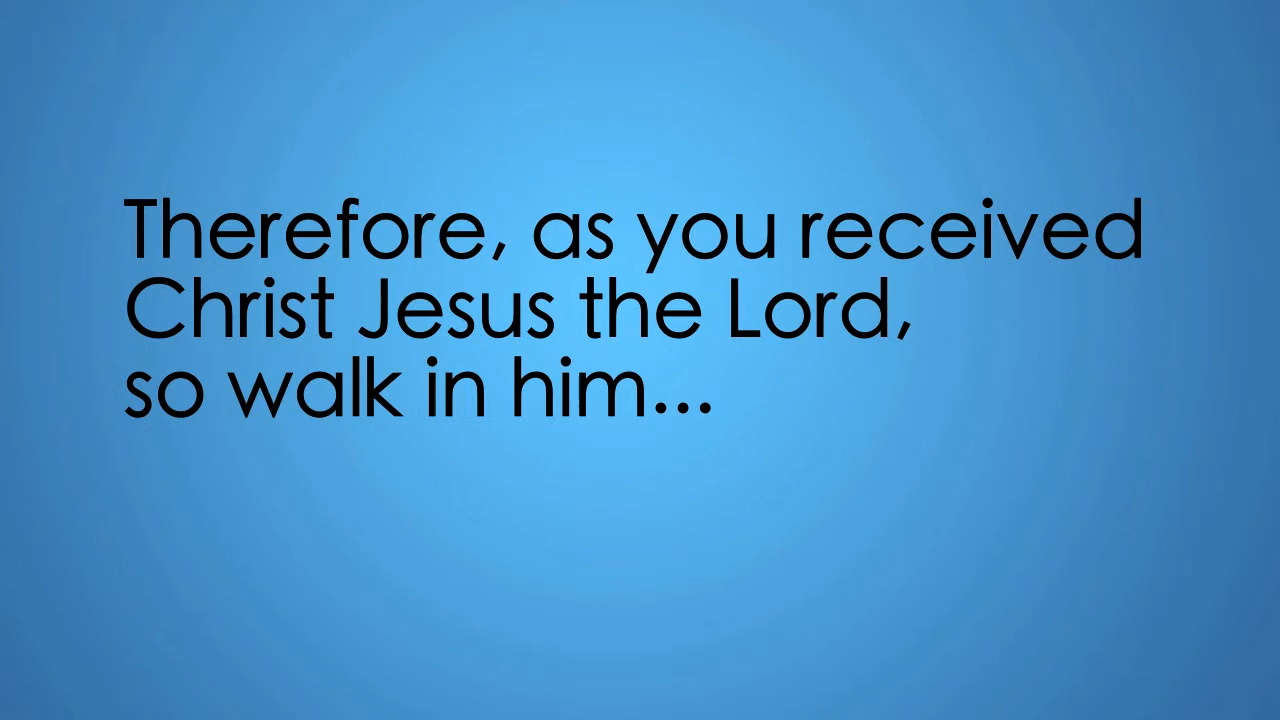 Therefore, as you received
Christ Jesus the Lord,
so walk in him...